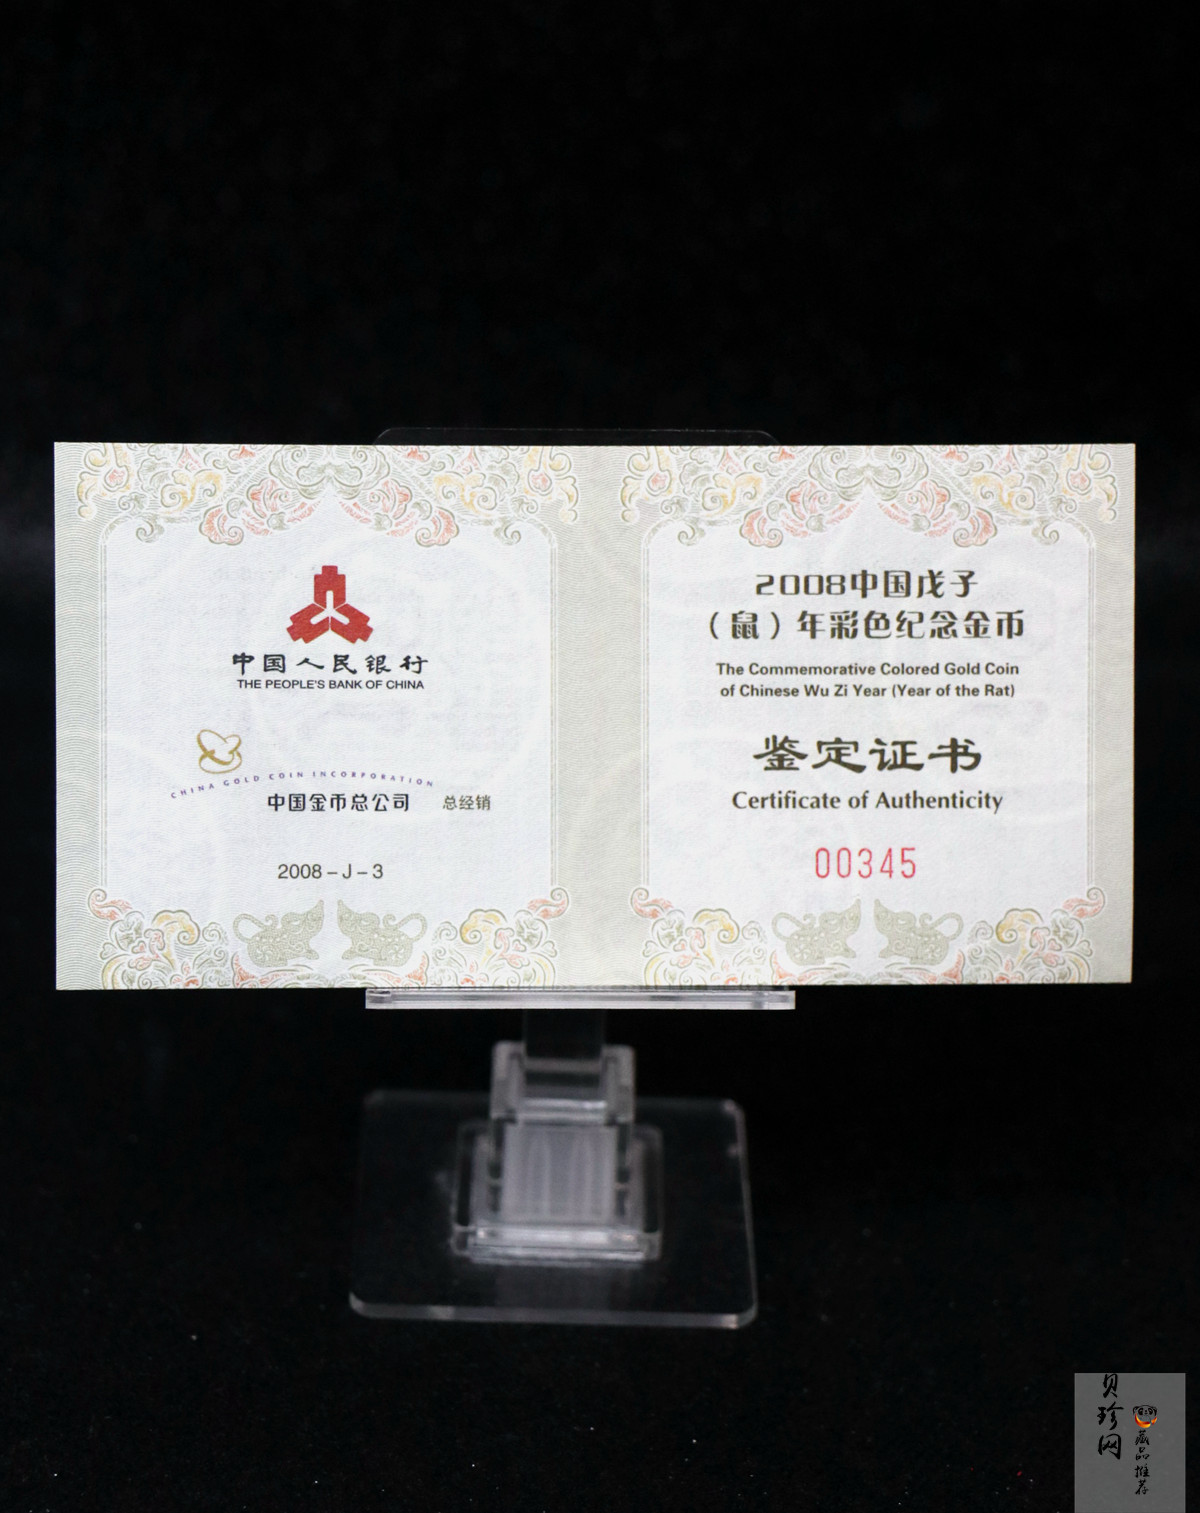 中国人民银行
THE PEOPLE'S BANK OF CHINA
CHINA GOLD COIN INCORPORATION
中国金币总公司 总经销
2008－J－3
2008中国戊子
（鼠）年彩色纪念金币
The Commemorative Colored Gold Coin
of Chinese Wu Zi Year (Year of the Rat)
鉴定证书
Certificate of Authenticity
00345
贝珍网
藏品推荐